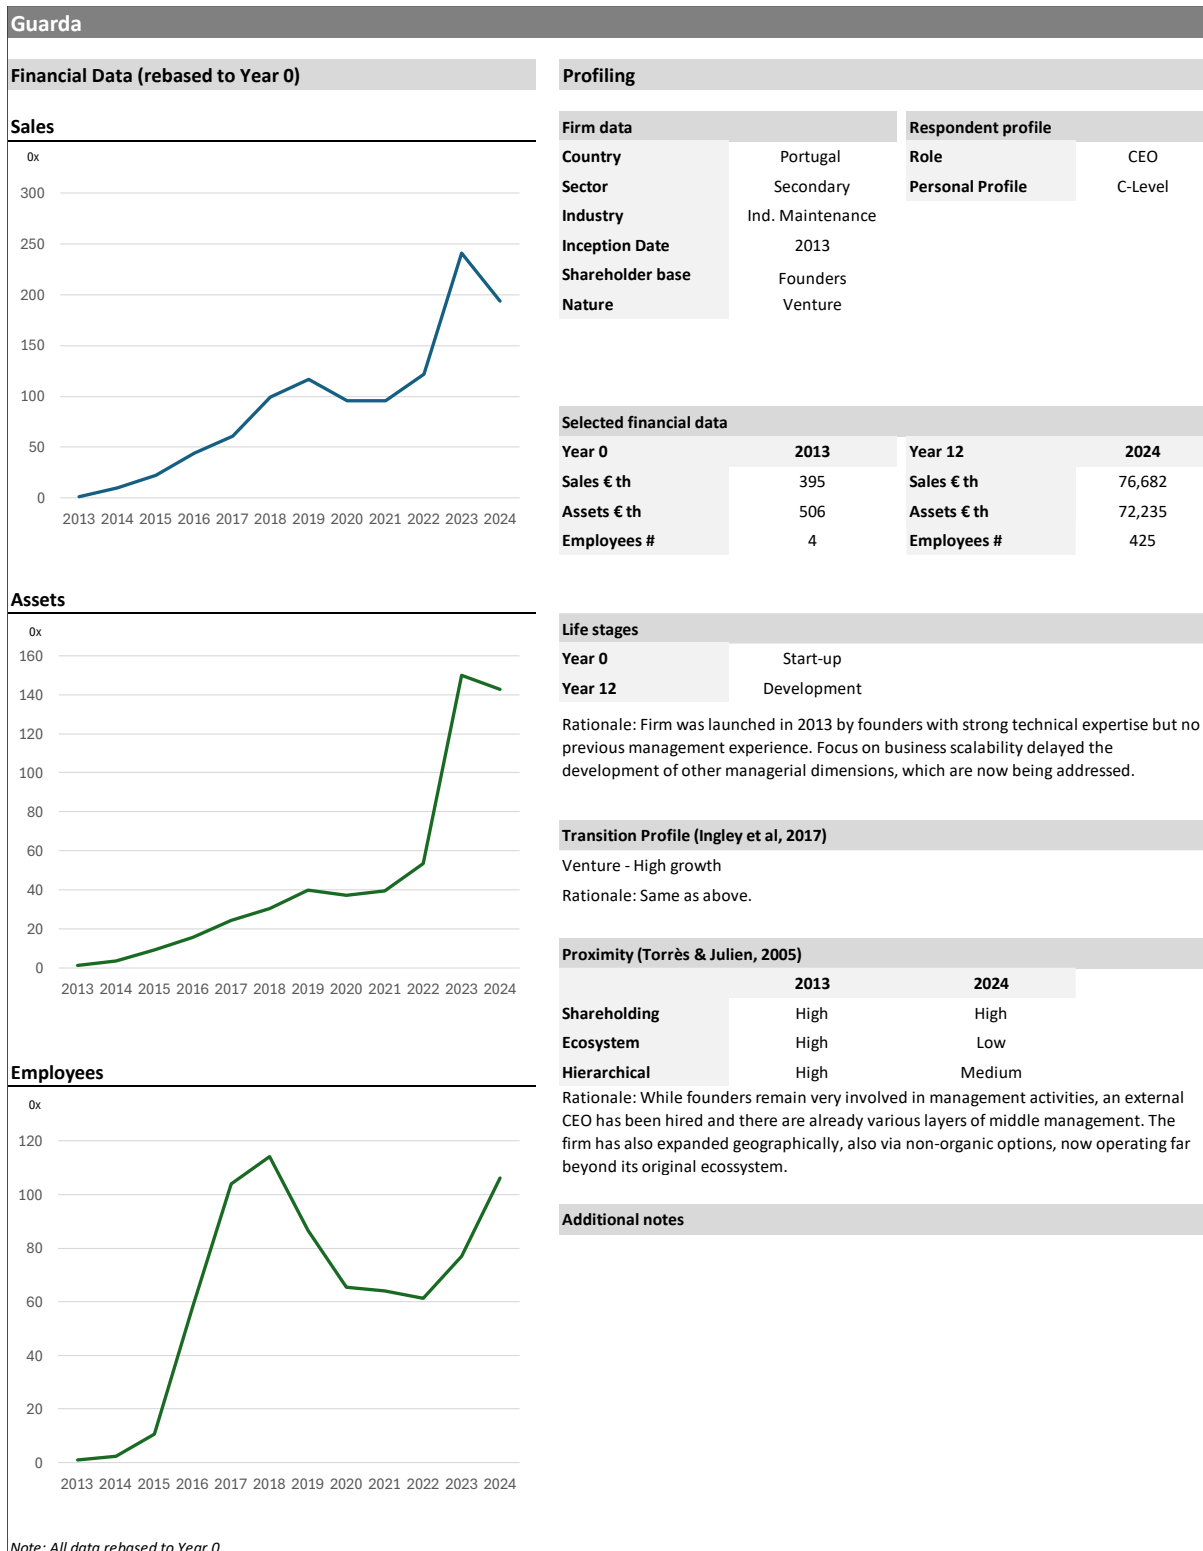 Guarda
Financial Data (rebased to Year 0)
Sales
0x
300
250
200
150
100
50
0
2013 2014 2015 2016 2017 2018 2019 2020 2021 2022 2023 2024
Assets
0x
160
140
120
100
80
60
40
20
0
2013 2014 2015 2016 2017 2018 2019 2020 2021 2022 2023 2024
Employees
0x
120
100
80
60
40
20
0
2013 2014 2015 2016 2017 2018 2019 2020 2021 2022 2023 2024
Note: All data rebased to Year 0
Profiling
Firm data
Country Portugal
Sector Secondary
Industry Ind. Maintenance
Inception Date 2013
Shareholder base Founders
Nature Venture
Respondent profile
Role CEO
Personal Profile C-Level
Selected financial data
Year 0 2013 Year 12 2024
Sales € th 395 Sales € th 76,682
Assets € th 506 Assets € th 72,235
Employees # 4 Employees # 425
Life stages
Year 0 Start-up
Year 12 Development
Rationale: Firm was launched in 2013 by founders with strong technical expertise but no
previous management experience. Focus on business scalability delayed the
development of other managerial dimensions, which are now being addressed.
Transition Profile (Ingley et al, 2017)
Venture - High growth
Rationale: Same as above.
Proximity (Torrès & Julien, 2005)
2013 2024
Shareholding High High
Ecosystem High Low
Hierarchical High Medium
Rationale: While founders remain very involved in management activities, an external
CEO has been hired and there are already various layers of middle management. The
firm has also expanded geographically, also via non-organic options, now operating far
beyond its original ecossystem.
Additional notes